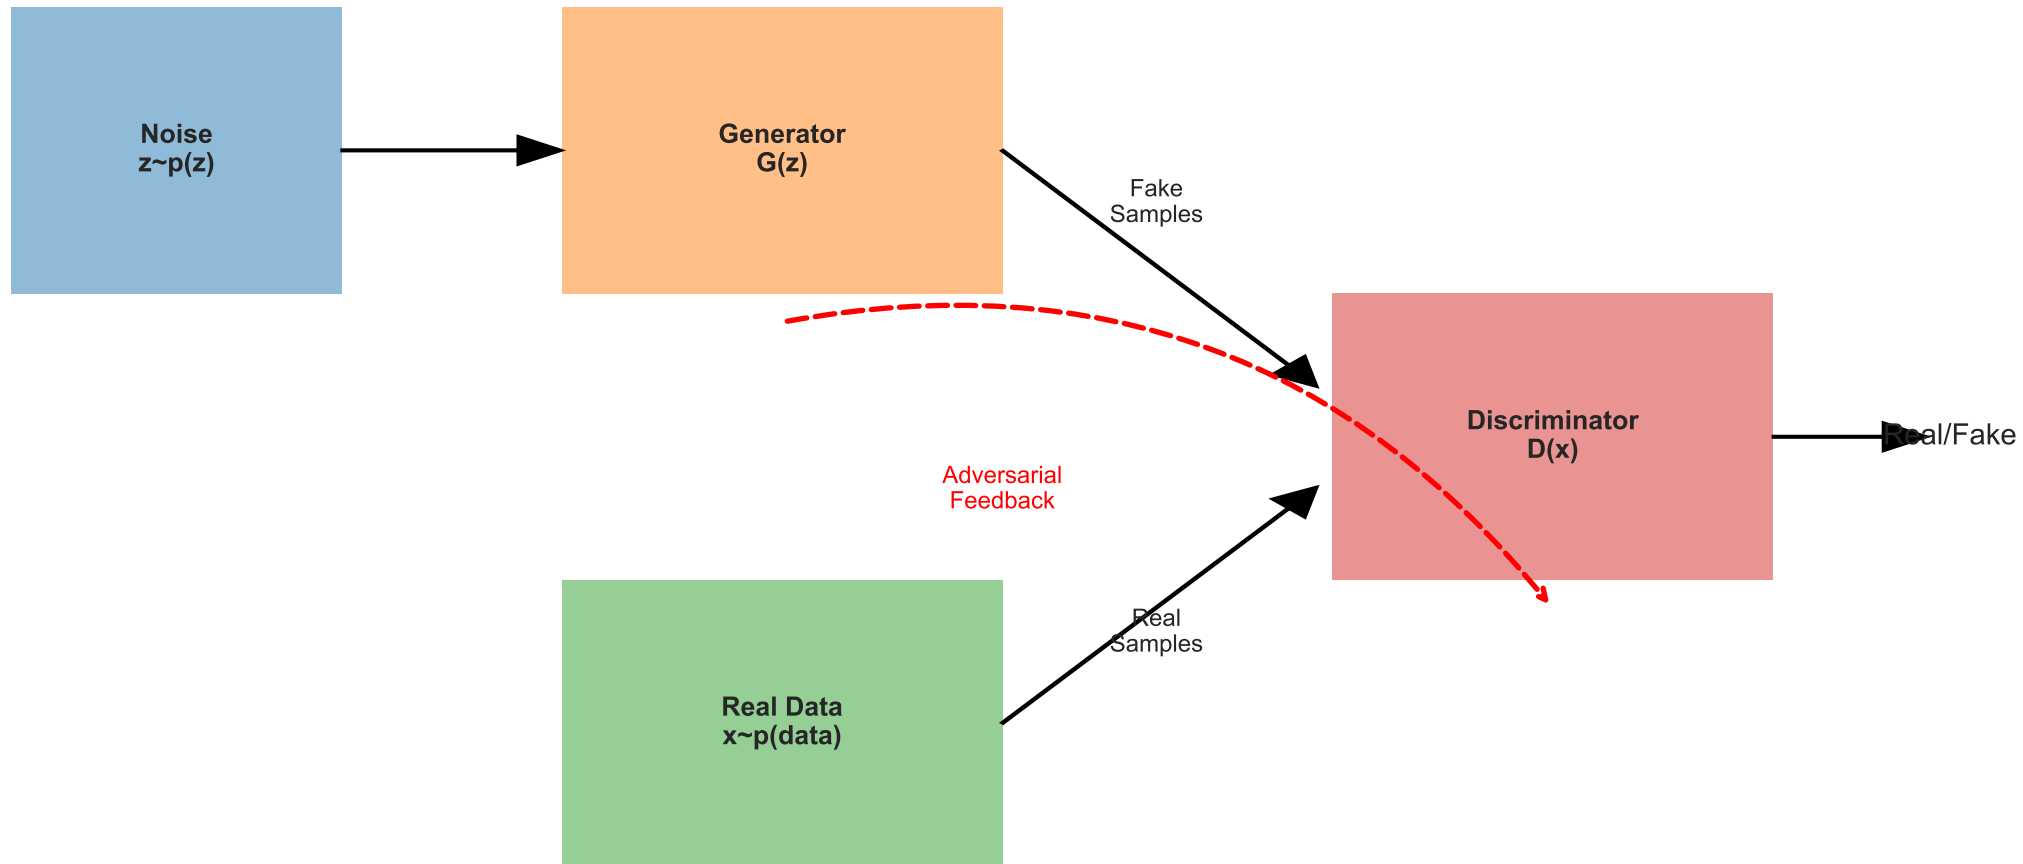 Noise
z~p(z)
Generator
G(z)
Fake
Samples
Discriminator
D(x)
Real/Fake
Adversarial
Feedback
Real
Samples
Real Data
x~p(data)